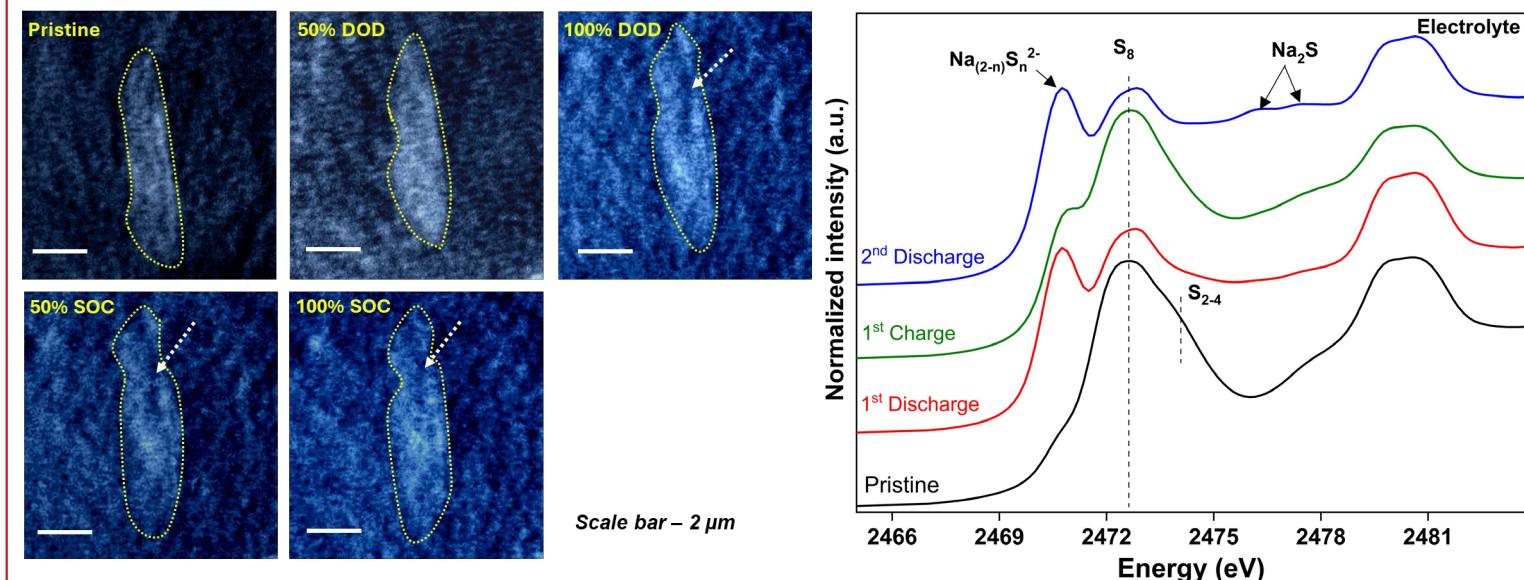 Pristine
50% DOD
100% DOD
50% SOC
100% SOC
Scale bar – 2 µm
Normalized intensity (a.u.)
Electrolyte
Na(2-n)Sn2-
S8
Na2S
2nd Discharge
S2-4
1st Charge
1st Discharge
Pristine
2466 2469 2472 2475 2478 2481
Energy (eV)